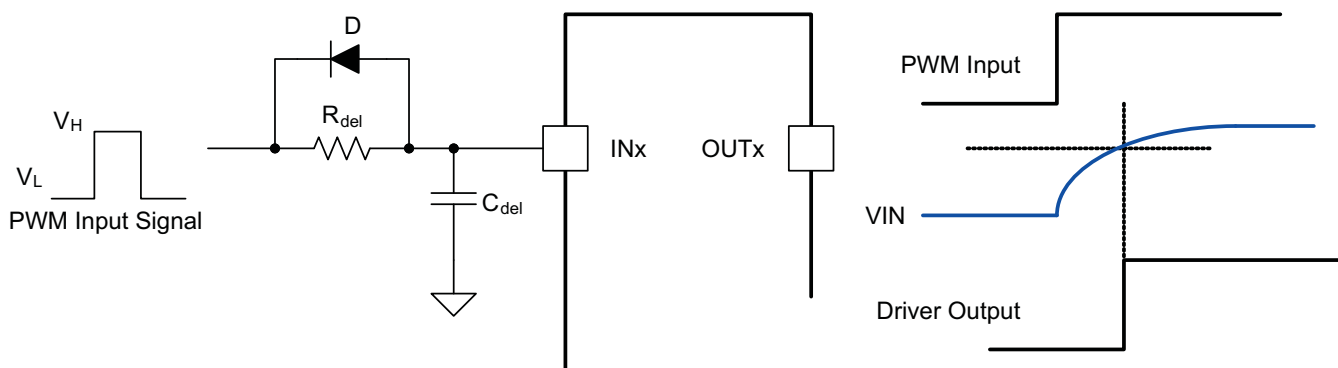 D
R_del
V_H
V_L
PWM Input Signal
C_del
INx
OUTx
PWM Input
VIN
Driver Output